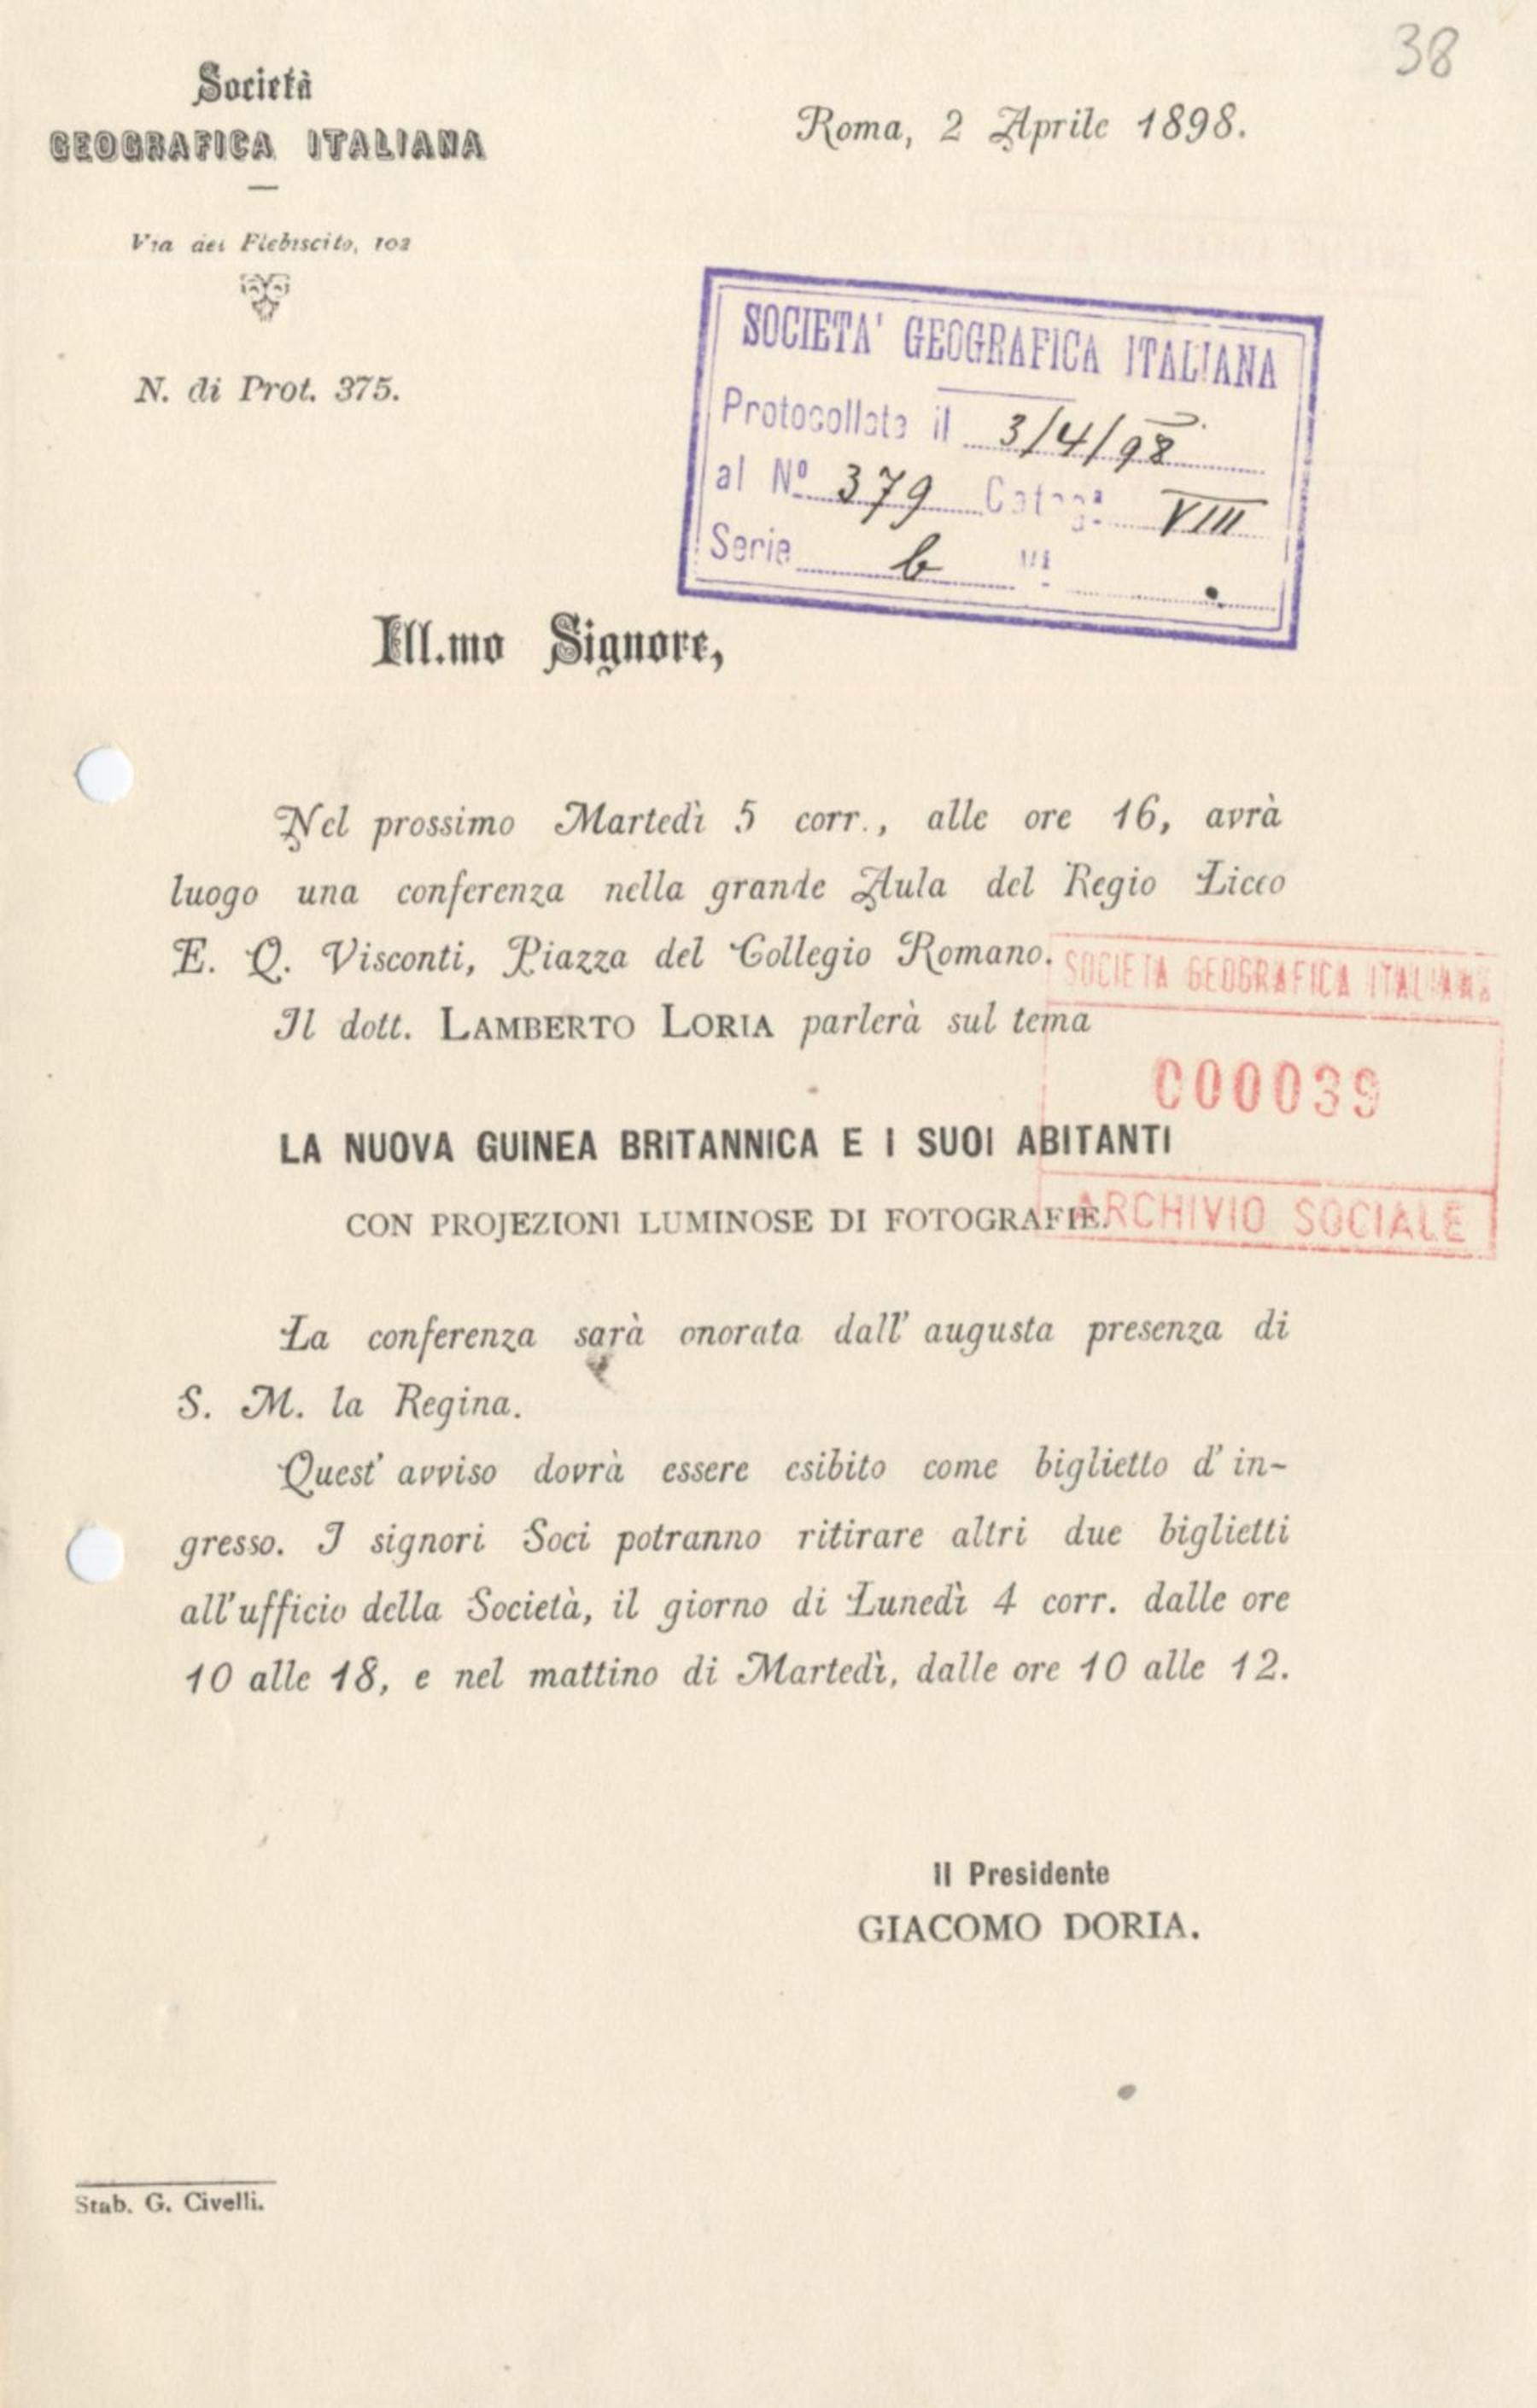 38
Società
GEOGRAFICA ITALIANA
Via del Plebiscito, 102
N. di Prot. 375.
Roma, 2 Aprile 1898.
SOCIETA' GEOGRAFICA ITALIANA
Protocollato il 3/4/98
al Nº 379 Categª VIII
Serie b
Ill.mo Signore,
Nel prossimo Martedì 5 corr., alle ore 16, avrà
luogo una conferenza nella grande Aula del Regio Liceo
E. Q. Visconti, Piazza del Collegio Romano.
SOCIETA GEOGRAFICA ITALIANA
Il dott. LAMBERTO LORIA parlerà sul tema
000039
LA NUOVA GUINEA BRITANNICA E I SUOI ABITANTI
CON PROJEZIONI LUMINOSE DI FOTOGRAFIE.
ARCHIVIO SOCIALE
La conferenza sarà onorata dall' augusta presenza di
S. M. la Regina.
Quest' avviso dovrà essere esibito come biglietto d' in-
gresso. I signori Soci potranno ritirare altri due biglietti
all'ufficio della Società, il giorno di Lunedì 4 corr. dalle ore
10 alle 18, e nel mattino di Martedì, dalle ore 10 alle 12.
Il Presidente
GIACOMO DORIA.
Stab. G. Civelli.